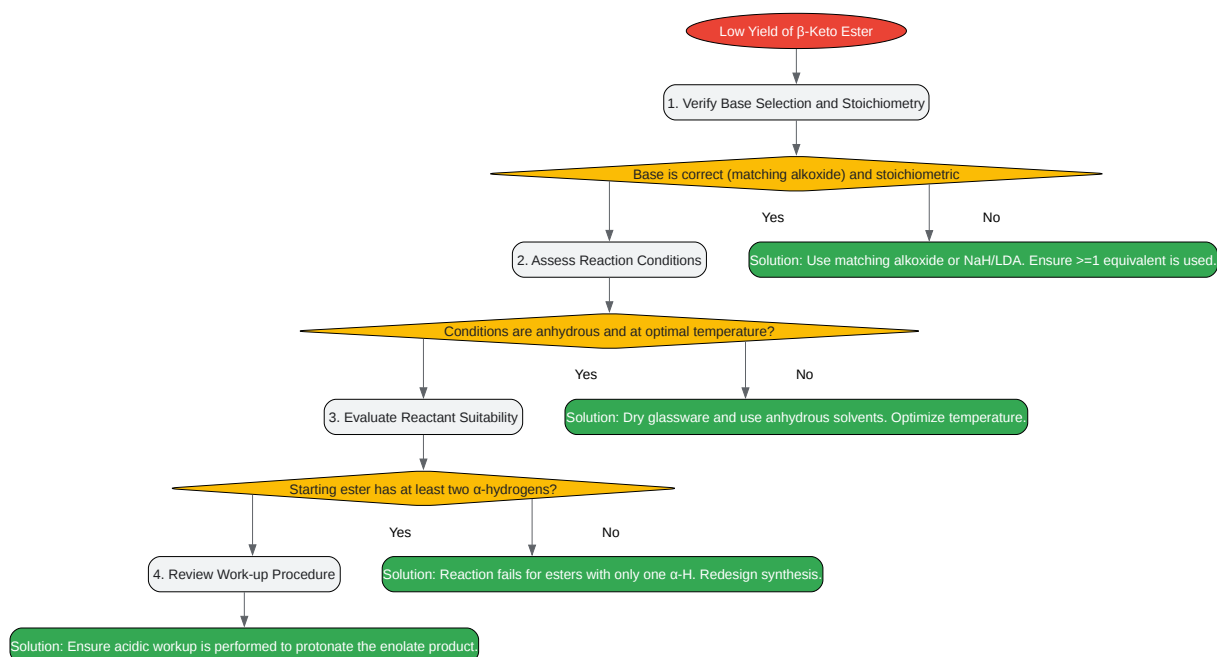 Low Yield of β-Keto Ester
1. Verify Base Selection and Stoichiometry
Base is correct (matching alkoxide) and stoichiometric
Yes
No
2. Assess Reaction Conditions
Solution: Use matching alkoxide or NaH/LDA. Ensure >=1 equivalent is used.
Conditions are anhydrous and at optimal temperature?
Yes
No
3. Evaluate Reactant Suitability
Solution: Dry glassware and use anhydrous solvents. Optimize temperature.
Starting ester has at least two α-hydrogens?
Yes
No
4. Review Work-up Procedure
Solution: Reaction fails for esters with only one α-H. Redesign synthesis.
Solution: Ensure acidic workup is performed to protonate the enolate product.